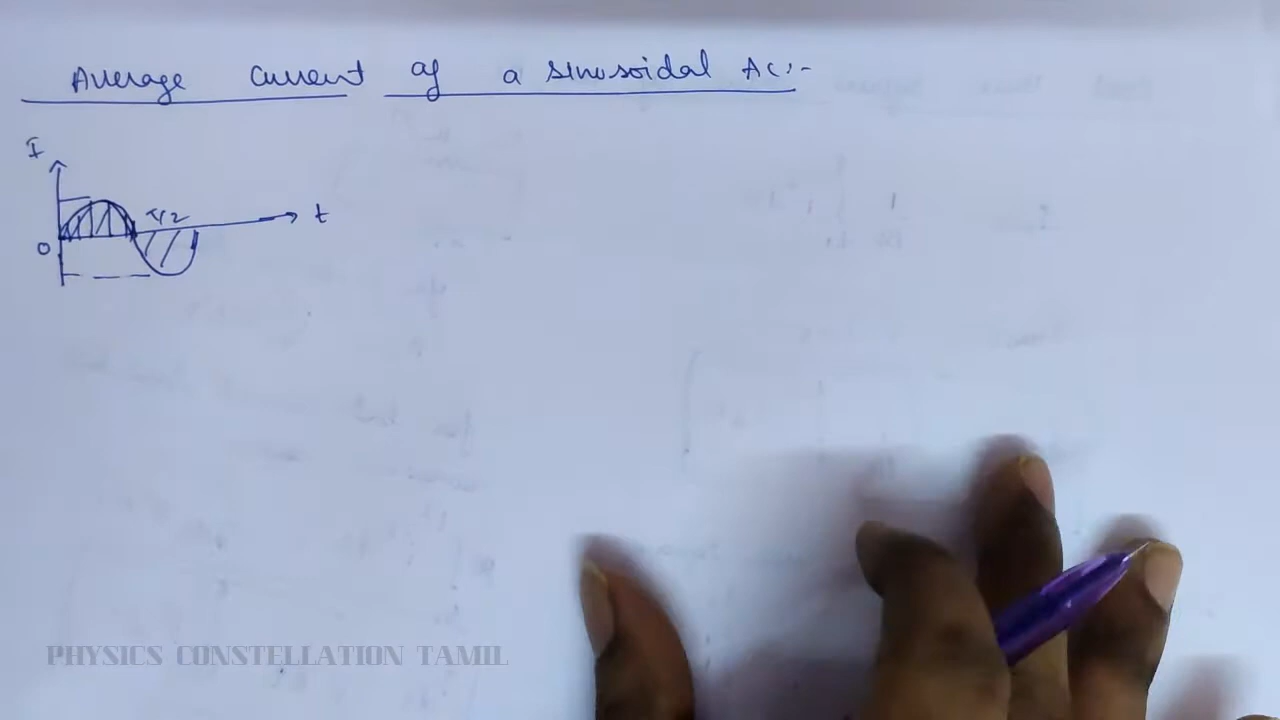 Average current of a sinusoidal AC:-
I
T/2
t
0
PHYSICS CONSTELLATION TAMIL